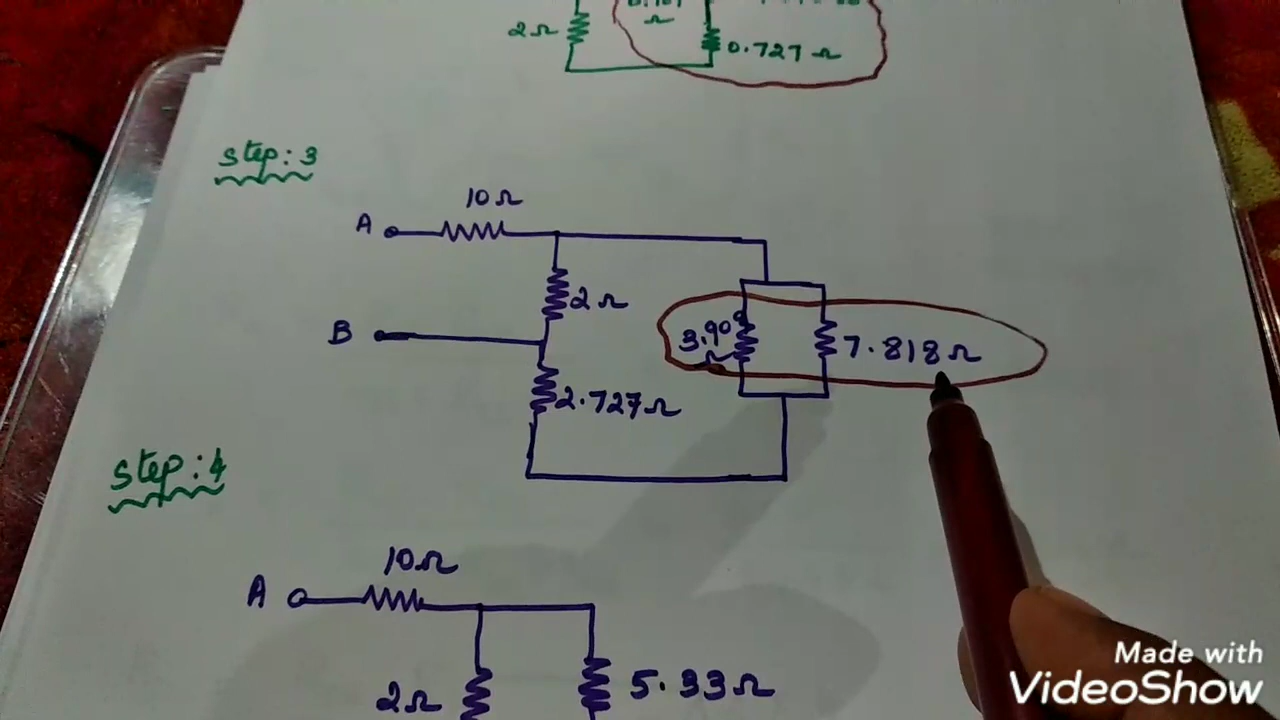 2Ω
Ω
0.727 Ω
Step: 3
10Ω
A
2Ω
B
3.909
Ω
7.818Ω
2.727Ω
Step: 4
10Ω
A
2Ω
5.33Ω
Made with
VideoShow